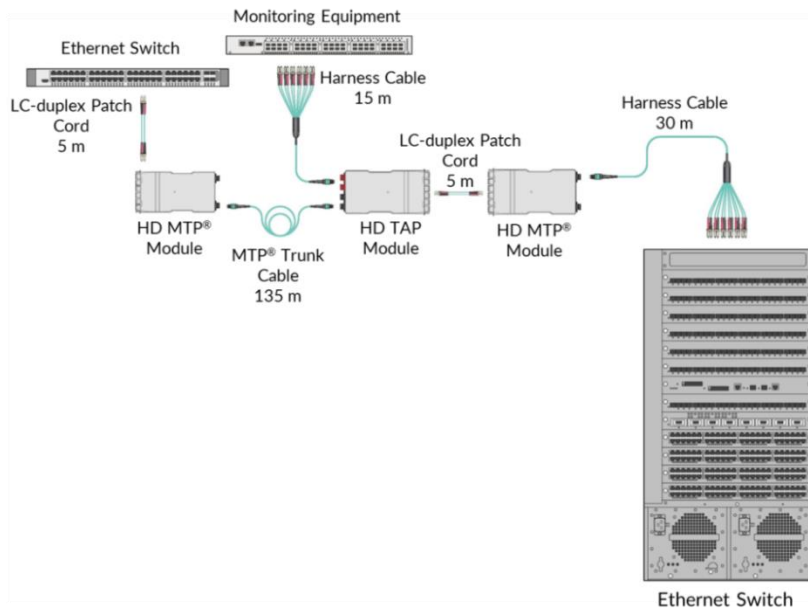 Monitoring Equipment
Ethernet Switch
Harness Cable
15 m
Harness Cable
30 m
LC-duplex Patch
Cord
5 m
LC-duplex Patch
Cord
5 m
HD MTP®
Module
MTP® Trunk
Cable
135 m
HD TAP
Module
HD MTP®
Module
Ethernet Switch